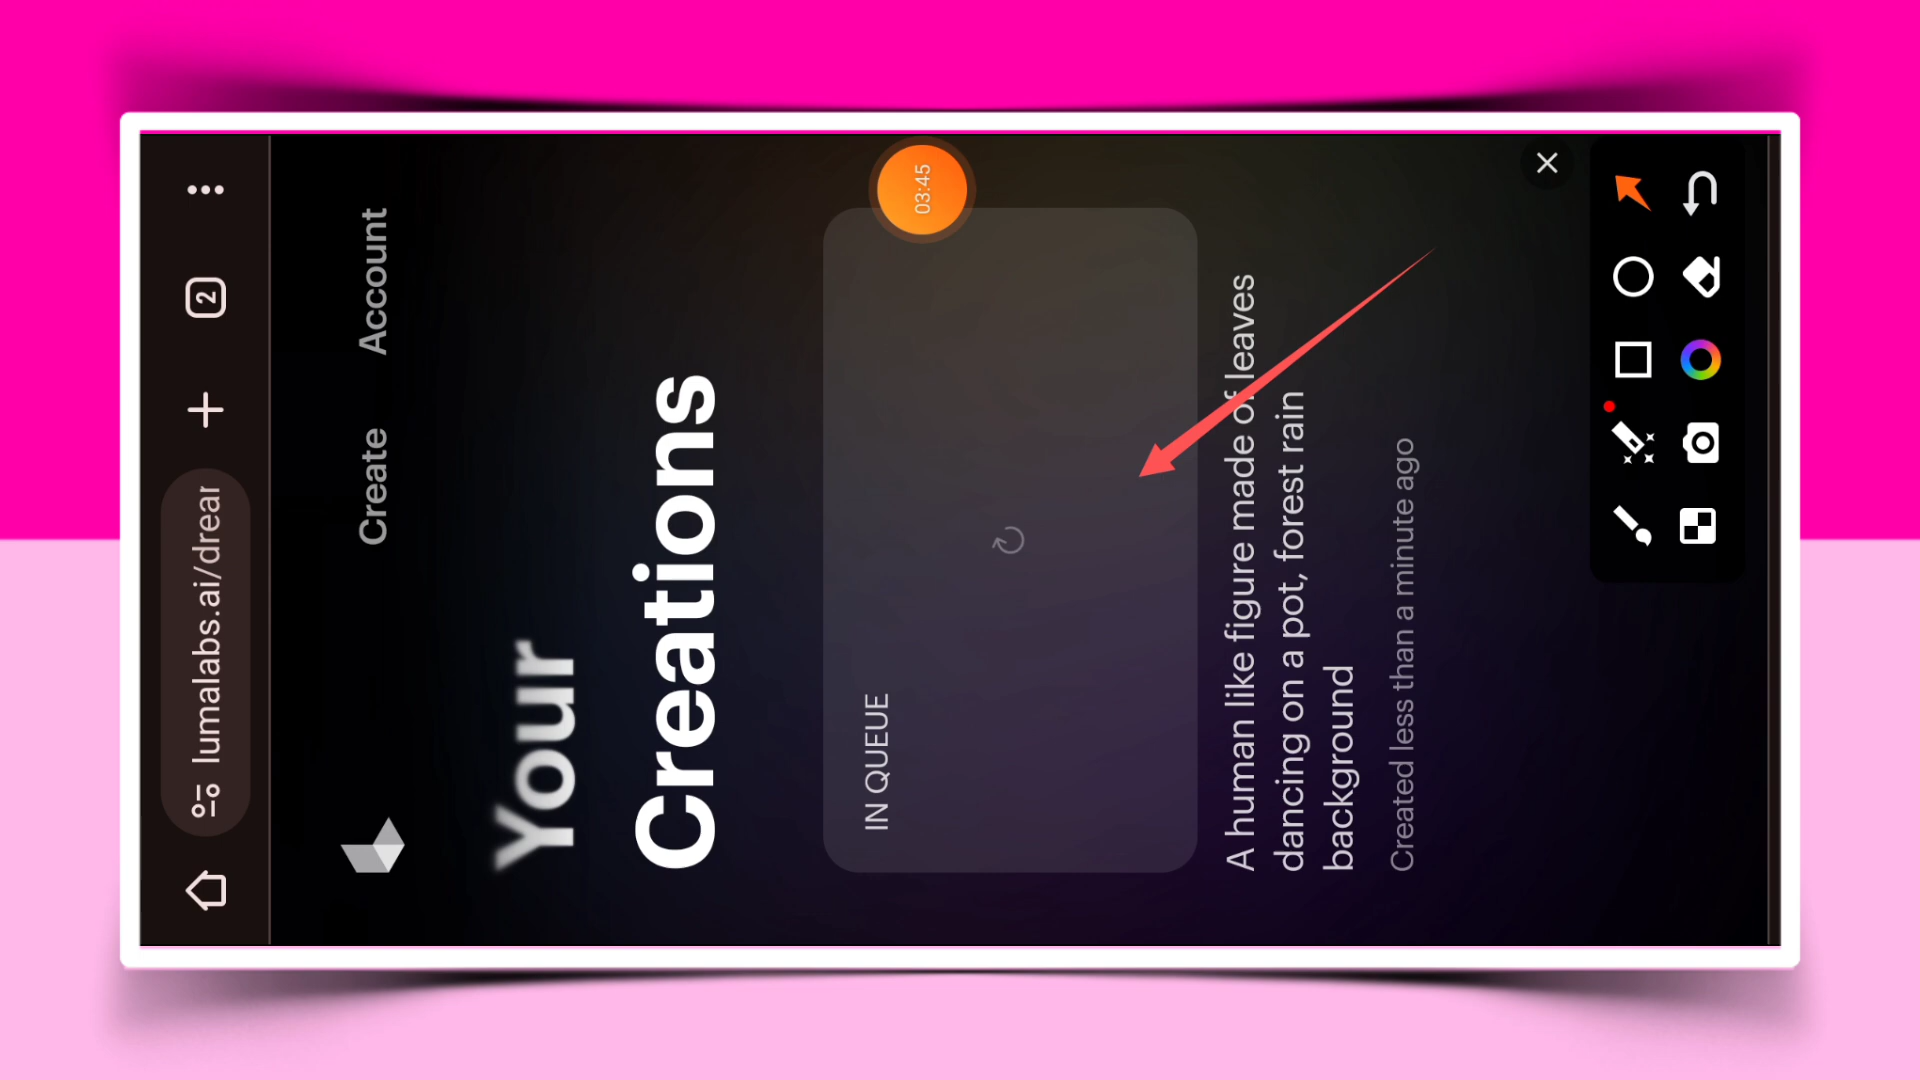 lumalabs.ai/drear
2
Create
Account
Your
Creations
IN QUEUE
03:45
A human like figure made of leaves
dancing on a pot, forest rain
background
Created less than a minute ago